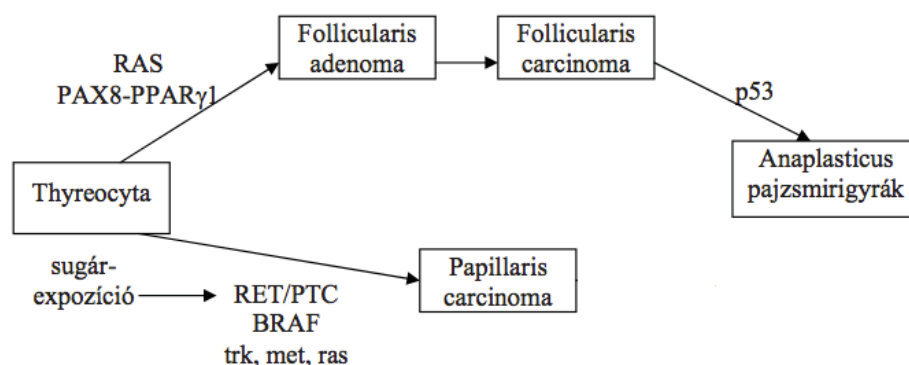 RAS
PAX8-PPARγ1
Follicularis
adenoma
Follicularis
carcinoma
p53
Anaplasticus
pajzsmirigyrák
Thyreocyta
sugár-
expozíció
RET/PTC
BRAF
trk, met, ras
Papillaris
carcinoma